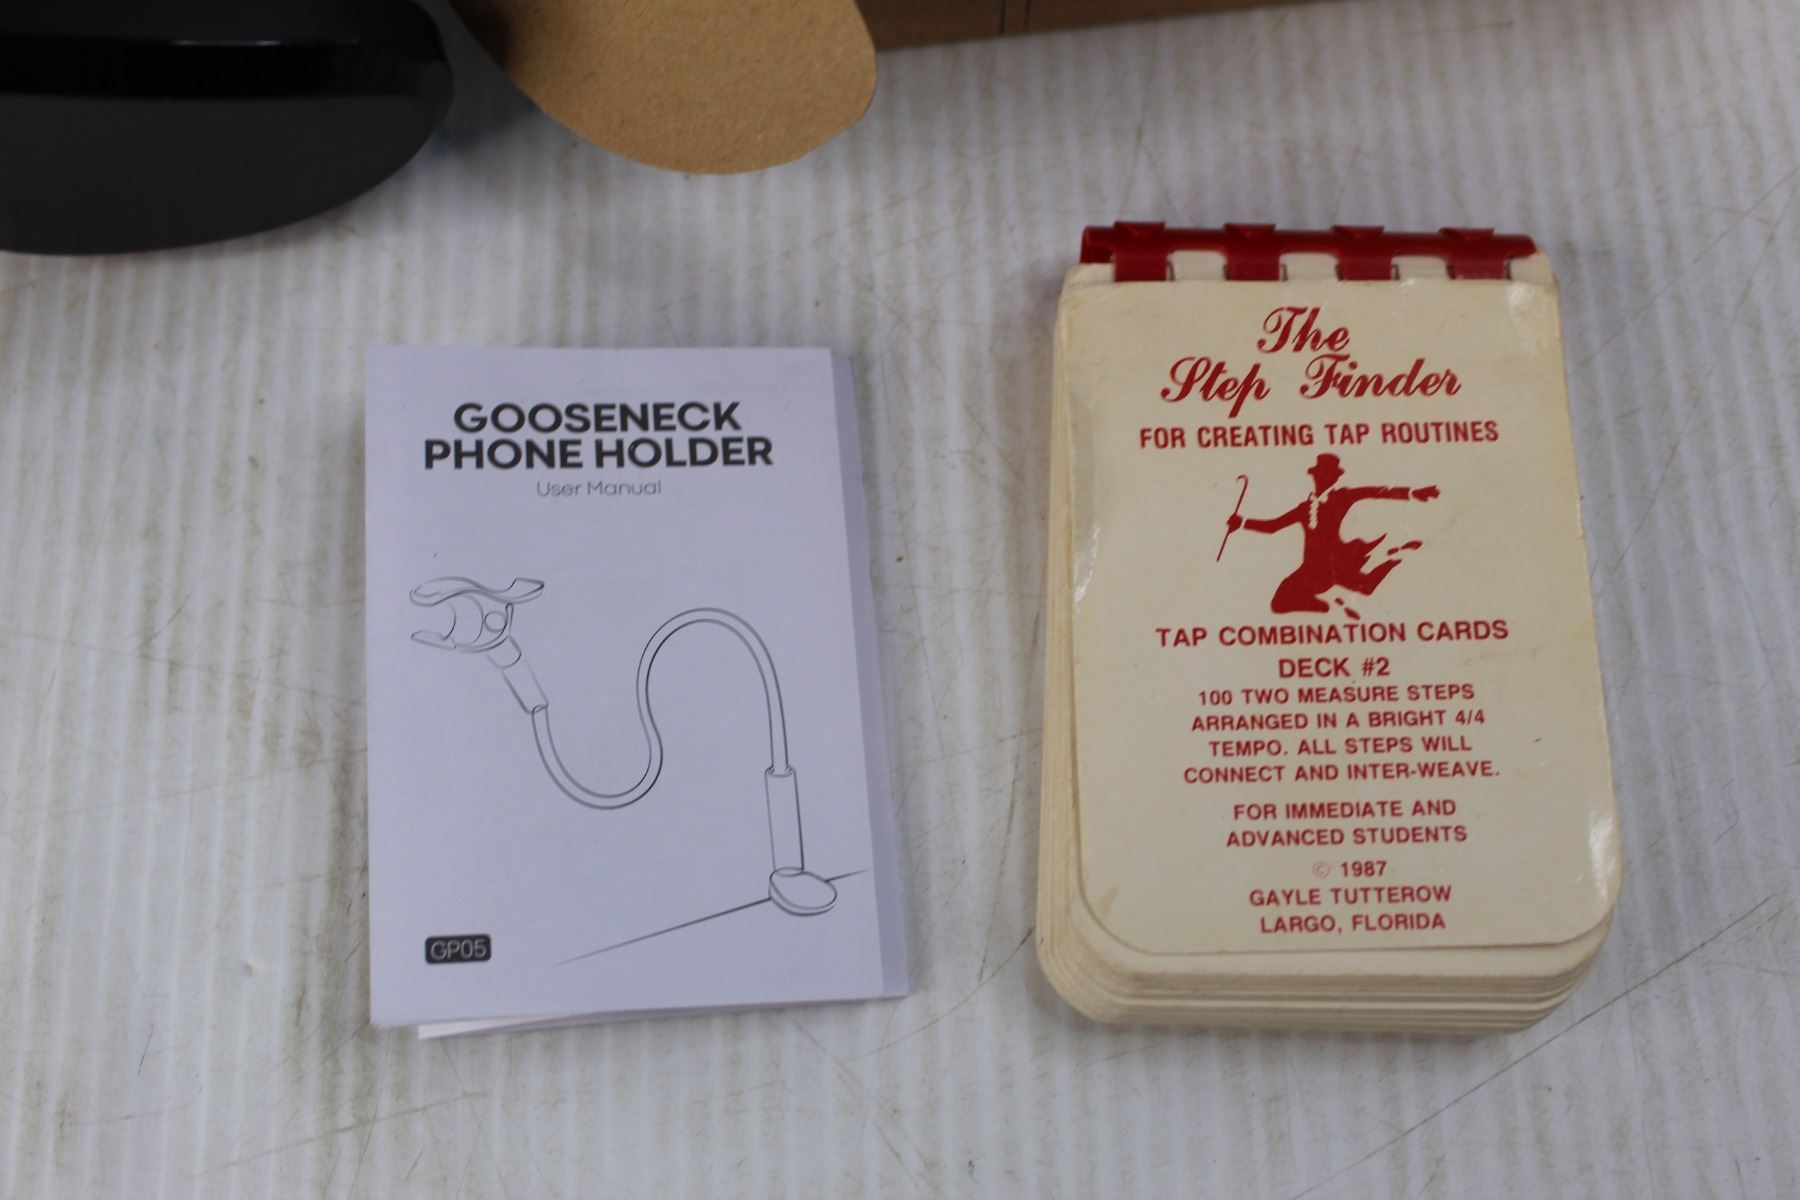 GOOSENECK
PHONE HOLDER
User Manual
GP05
The
Step Finder
FOR CREATING TAP ROUTINES
TAP COMBINATION CARDS
DECK #2
100 TWO MEASURE STEPS
ARRANGED IN A BRIGHT 4/4
TEMPO. ALL STEPS WILL
CONNECT AND INTER-WEAVE.
FOR IMMEDIATE AND
ADVANCED STUDENTS
© 1987
GAYLE TUTTEROW
LARGO, FLORIDA